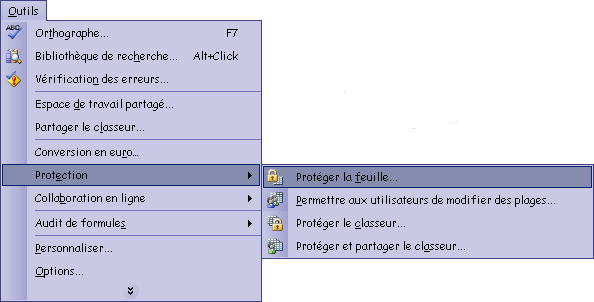 Outils
Orthographe... F7
Bibliothèque de recherche... Alt+Click
Vérification des erreurs...
Espace de travail partagé...
Partager le classeur...
Conversion en euro...
Protection
Protéger la feuille...
Permettre aux utilisateurs de modifier des plages...
Protéger le classeur...
Protéger et partager le classeur...
Collaboration en ligne
Audit de formules
Personnaliser...
Options...